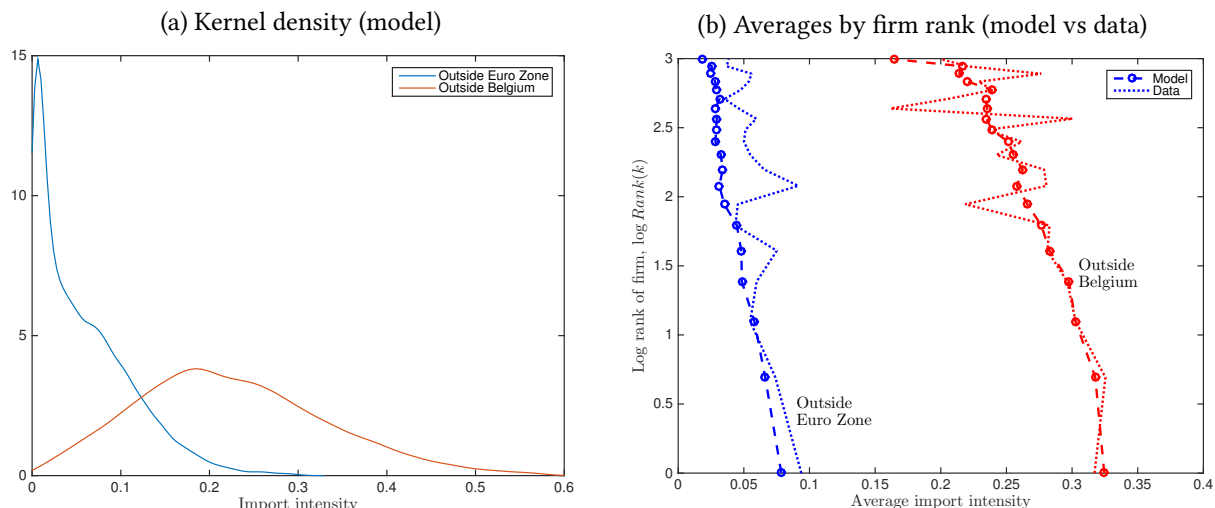 (a) Kernel density (model)
15
10
5
0
0
0.1
0.2
0.3
0.4
0.5
0.6
Import intensity
Outside Euro Zone
Outside Belgium
(b) Averages by firm rank (model vs data)
Log rank of firm, log Rank(k)
3
2.5
2
1.5
1
0.5
0
0
0.05
0.1
0.15
0.2
0.25
0.3
0.35
0.4
Average import intensity
Model
Data
Outside
Belgium
Outside
Euro Zone